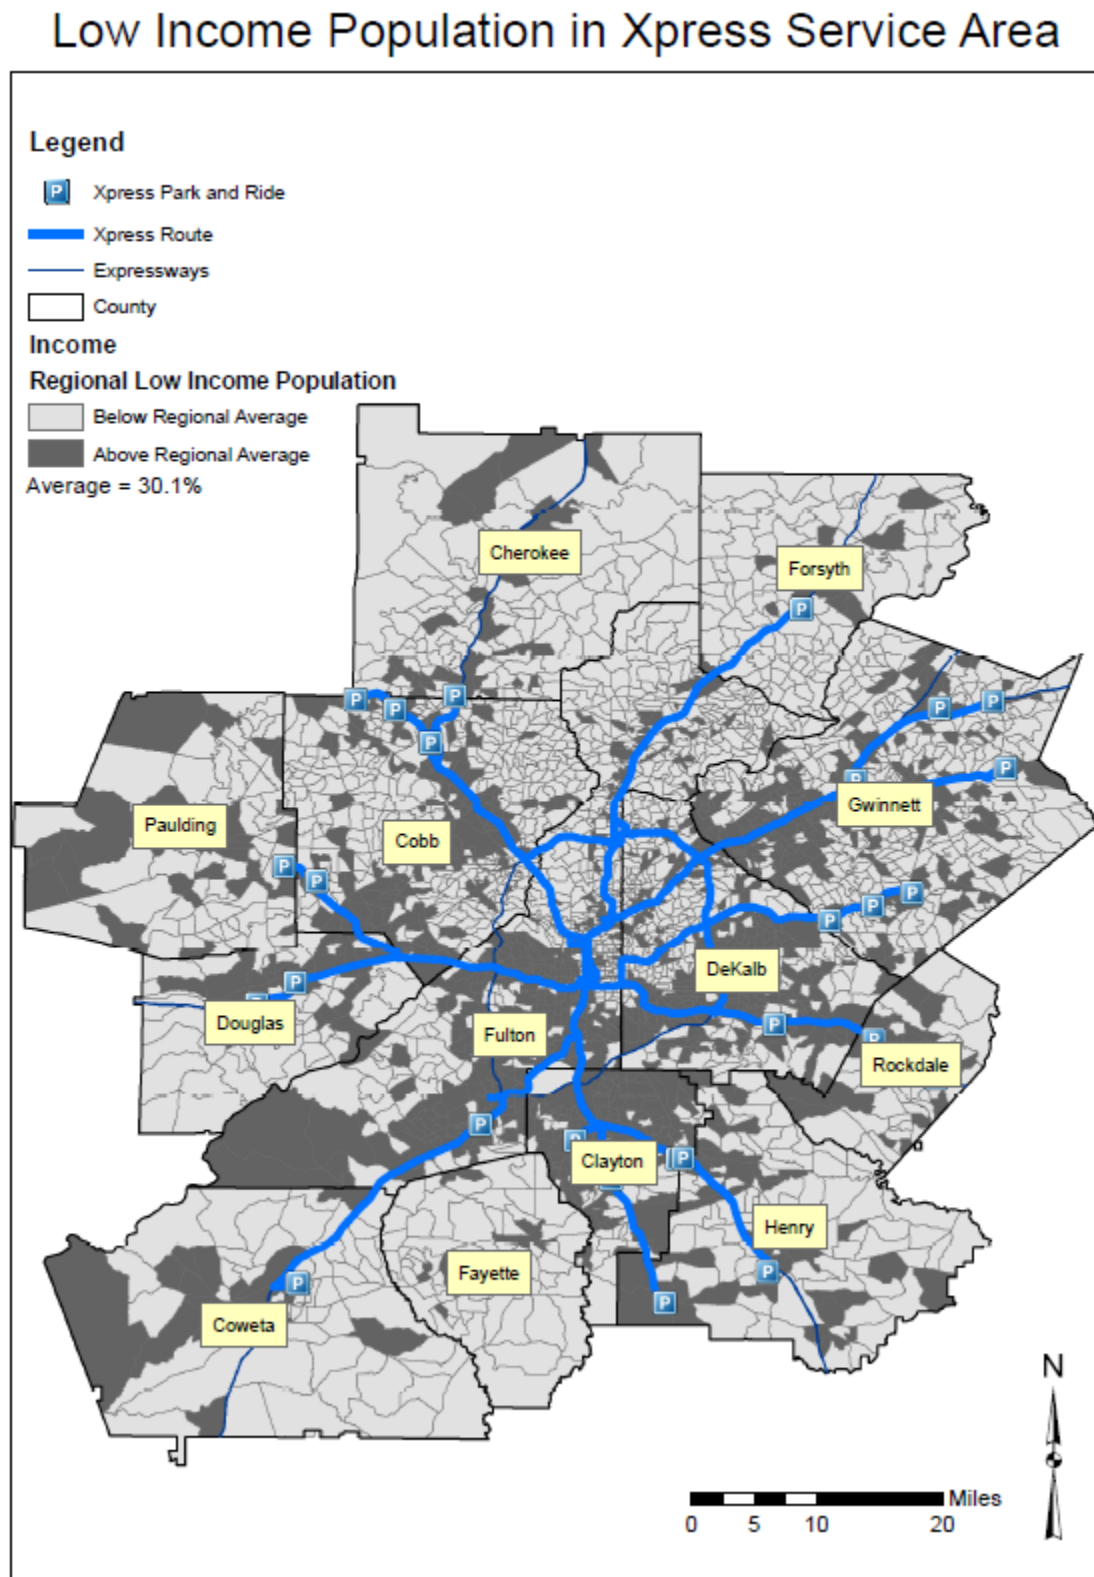 Low Income Population in Xpress Service Area
Legend
P Xpress Park and Ride
Xpress Route
Expressways
County
Income
Regional Low Income Population
Below Regional Average
Above Regional Average
Average = 30.1%
Cherokee
Forsyth
P
P
P
P
P
P
P
P
P
Gwinnett
Paulding
Cobb
P
P
P
P
P
DeKalb
P
P
Douglas
Fulton
P
P
Rockdale
P
P
Clayton
P
Henry
P
Fayette
P
P
Coweta
N
Miles
0 5 10 20